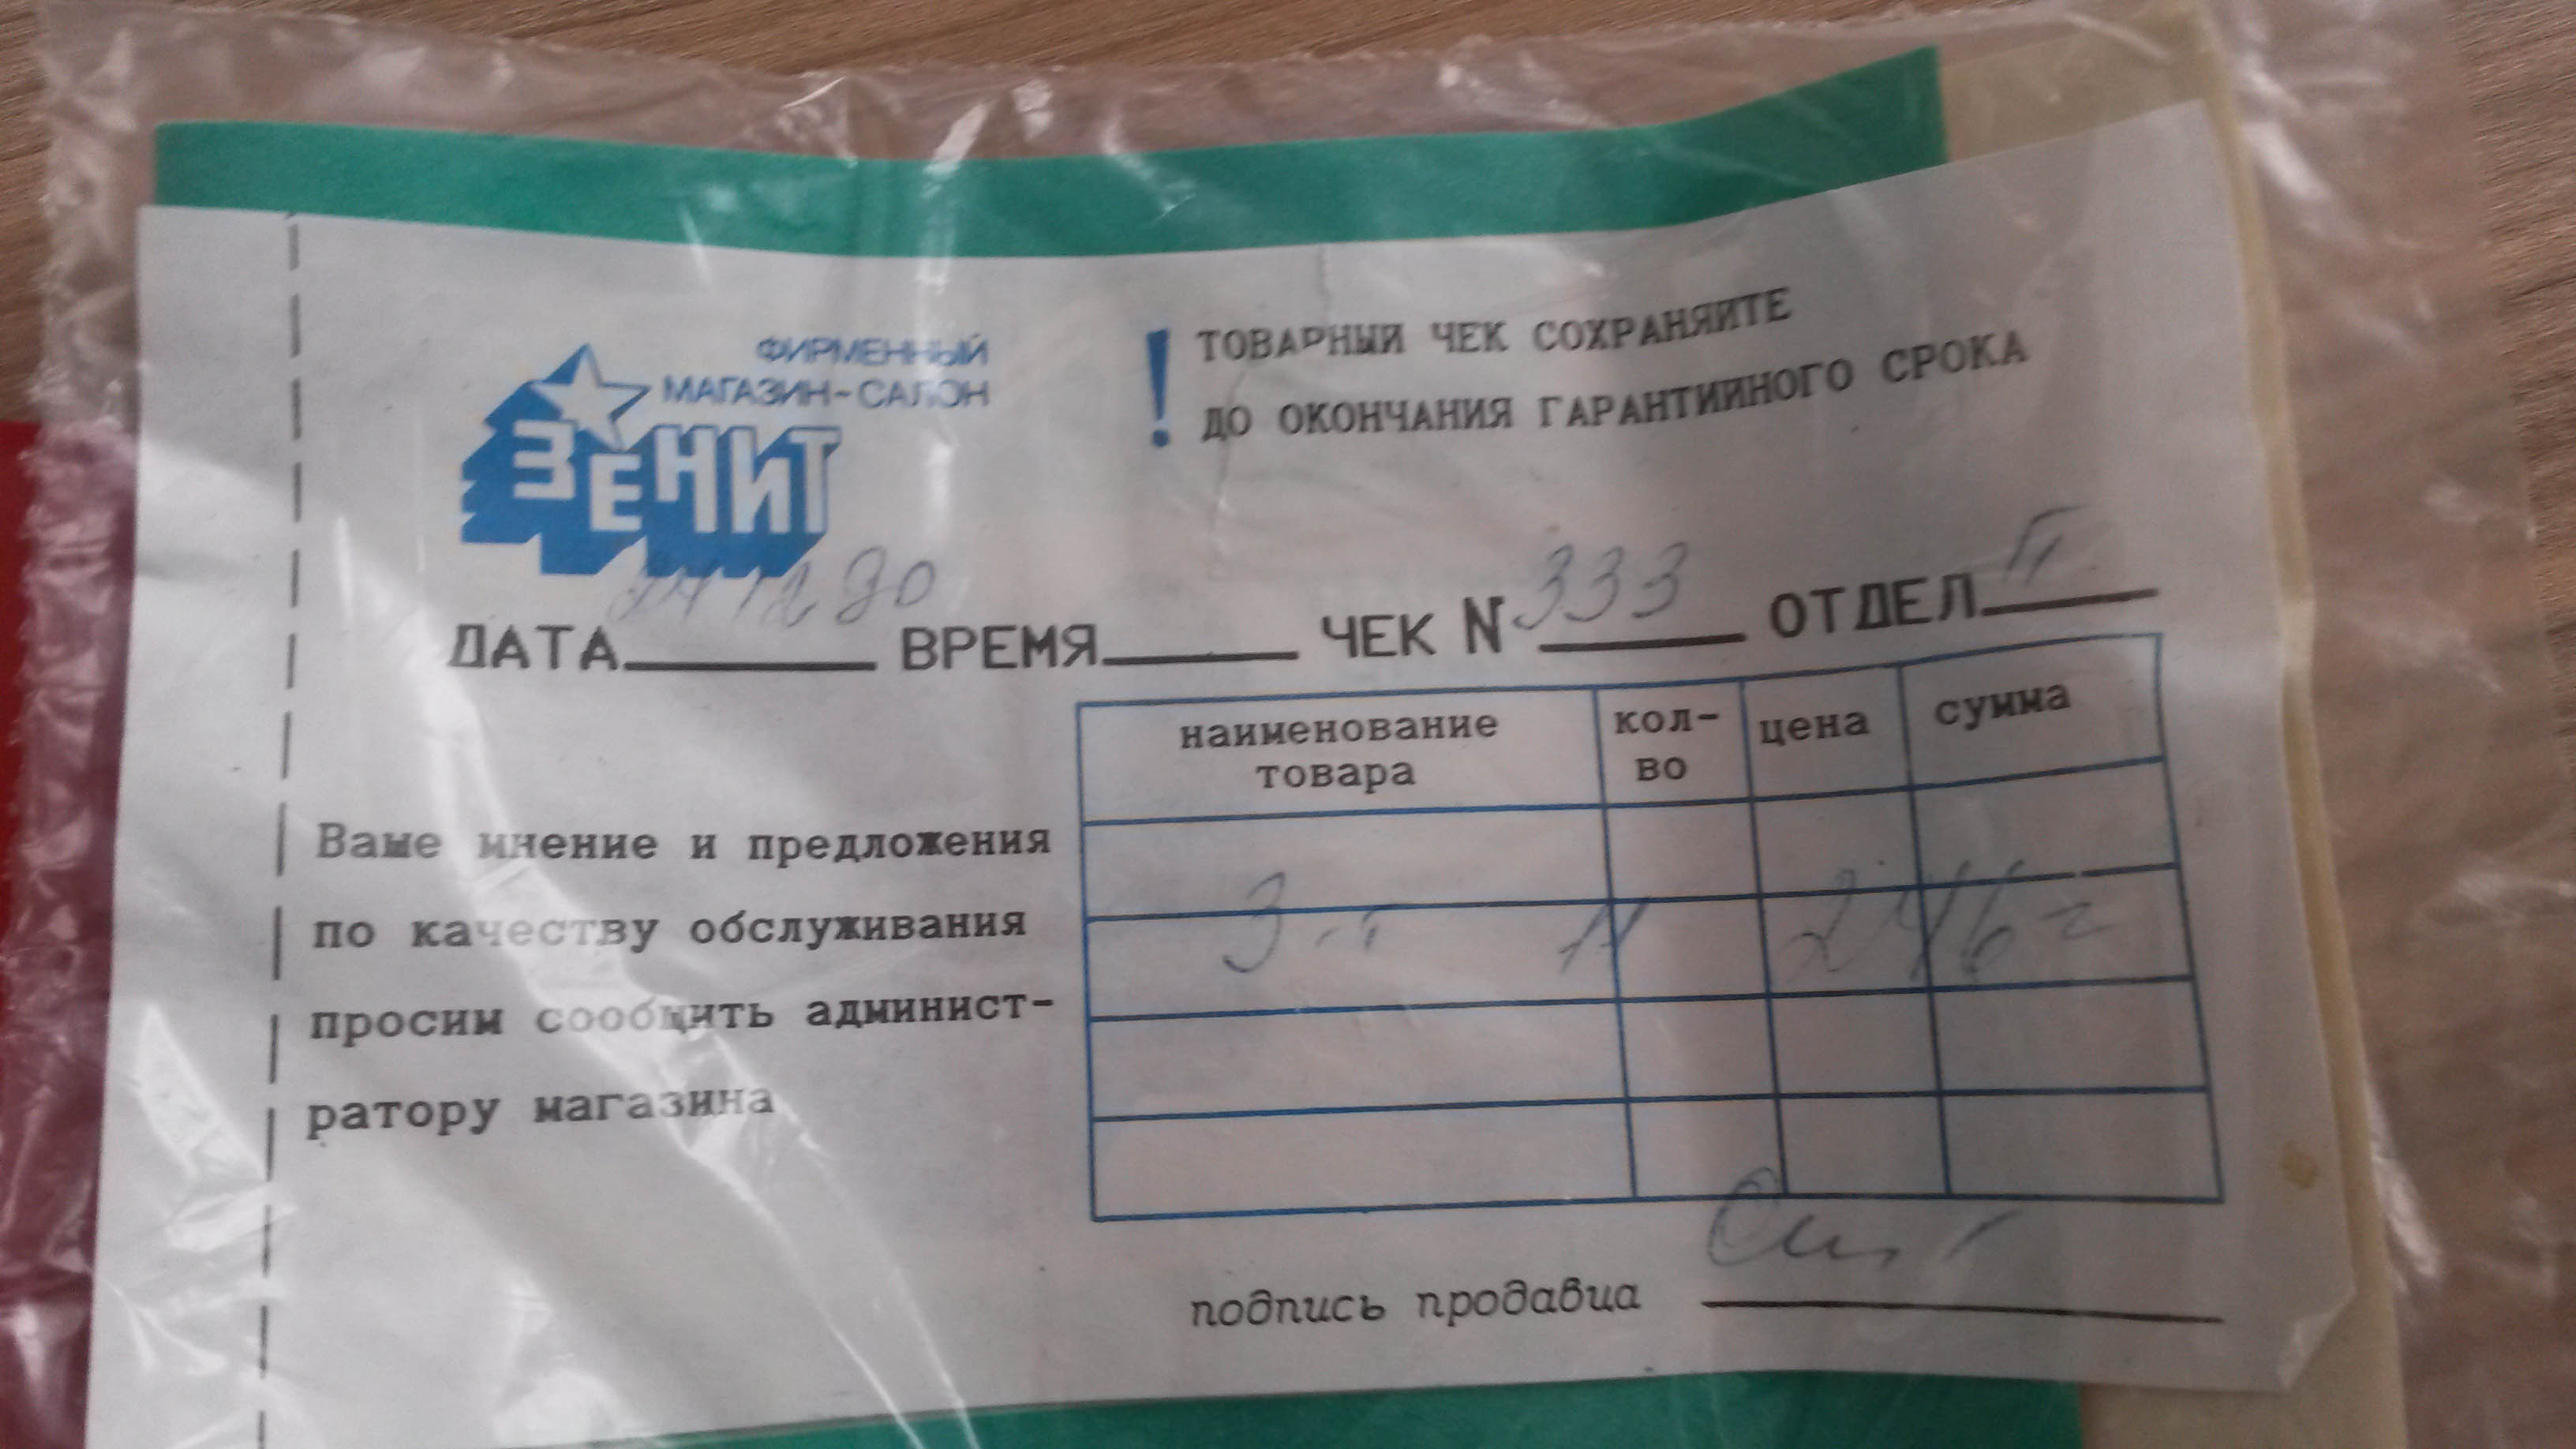 ФИРМЕННЫЙ
МАГАЗИН-САЛОН
ЗЕНИТ
! ТОВАРНЫЙ ЧЕК СОХРАНЯЙТЕ
ДО ОКОНЧАНИЯ ГАРАНТИЙНОГО СРОКА
ДАТА ВРЕМЯ ЧЕК N 333 ОТДЕЛ
наименование товара кол-во цена сумма
Ваше мнение и предложения
по качеству обслуживания
просим сообщить админист-
ратору магазина
подпись продавца